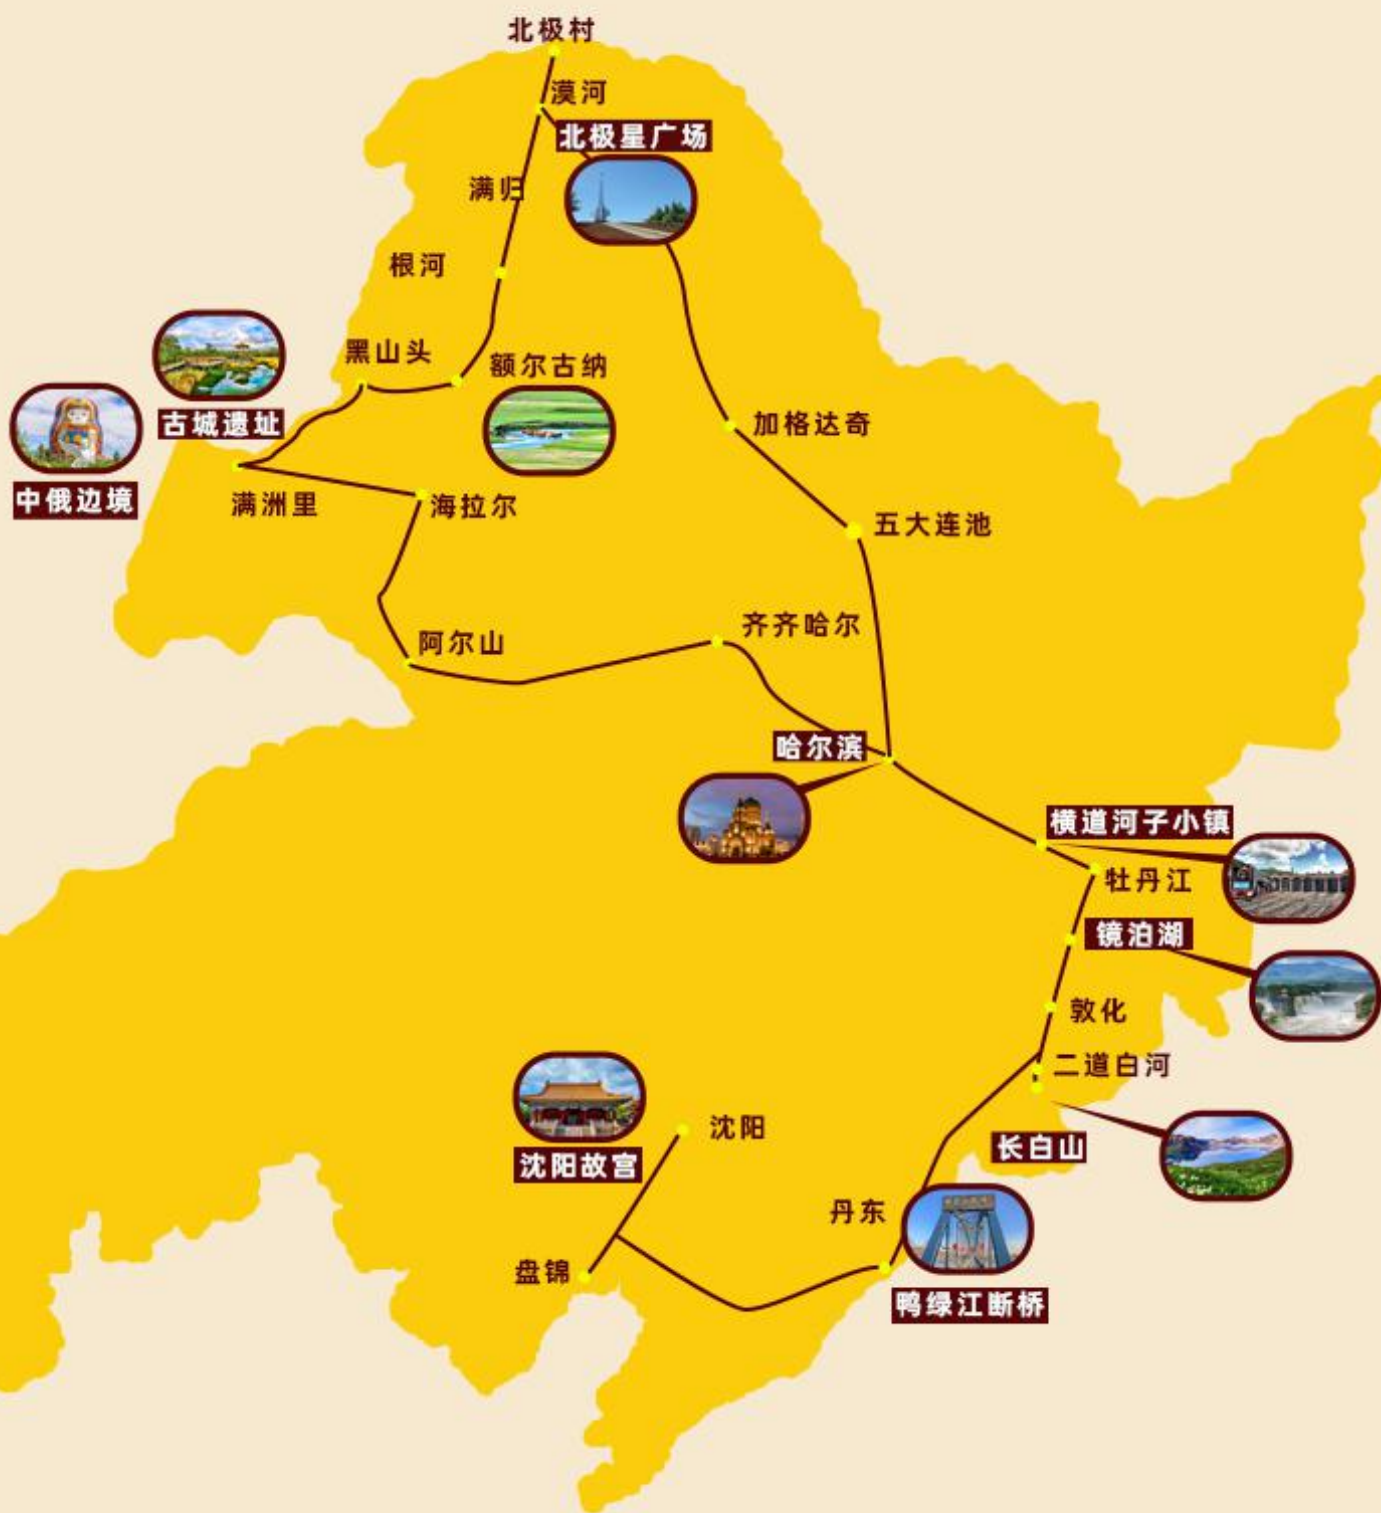 北极村
漠河
北极星广场
满归
根河
黑山头
额尔古纳
古城遗址
加格达奇
中俄边境
满洲里
海拉尔
五大连池
齐齐哈尔
阿尔山
哈尔滨
横道河子小镇
牡丹江
镜泊湖
敦化
二道白河
沈阳
长白山
沈阳故宫
丹东
盘锦
鸭绿江断桥